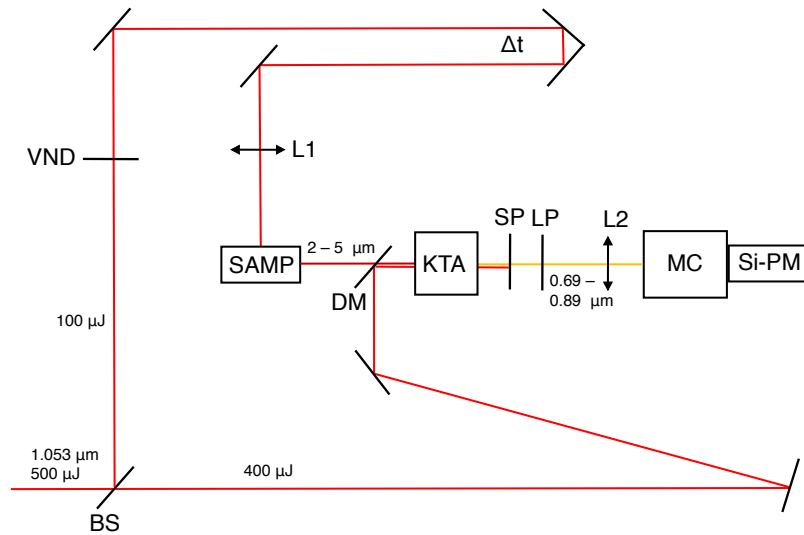 Δt
VND
L1
SP LP L2
2 – 5 μm
SAMP
KTA
MC
Si-PM
DM
0.69 –
0.89 μm
100 μJ
1.053 μm
500 μJ
400 μJ
BS